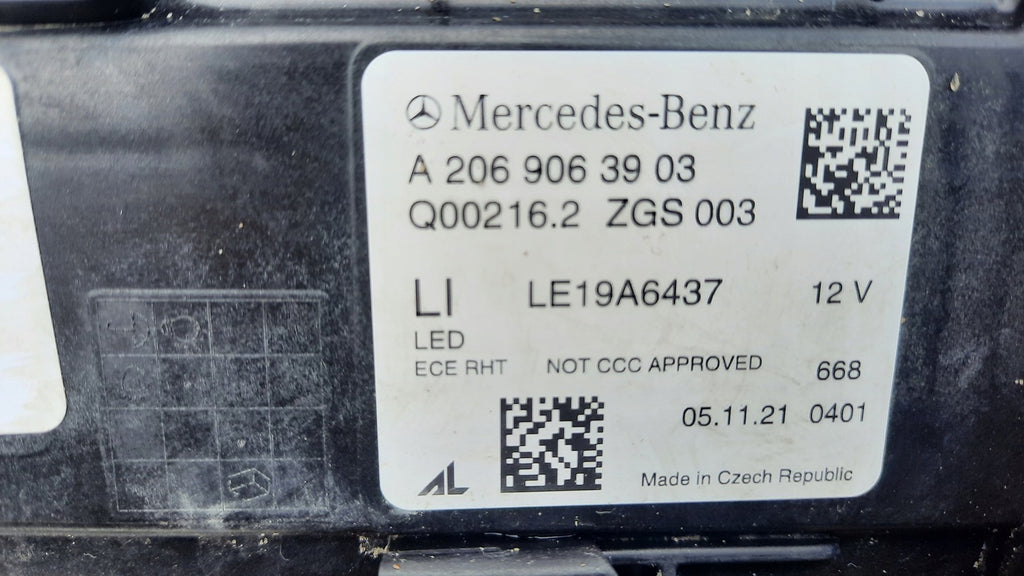 Mercedes-Benz
A 206 906 39 03
Q00216.2 ZGS 003
LI LE19A6437 12 V
LED
ECE RHT NOT CCC APPROVED 668
05.11.21 0401
AL Made in Czech Republic